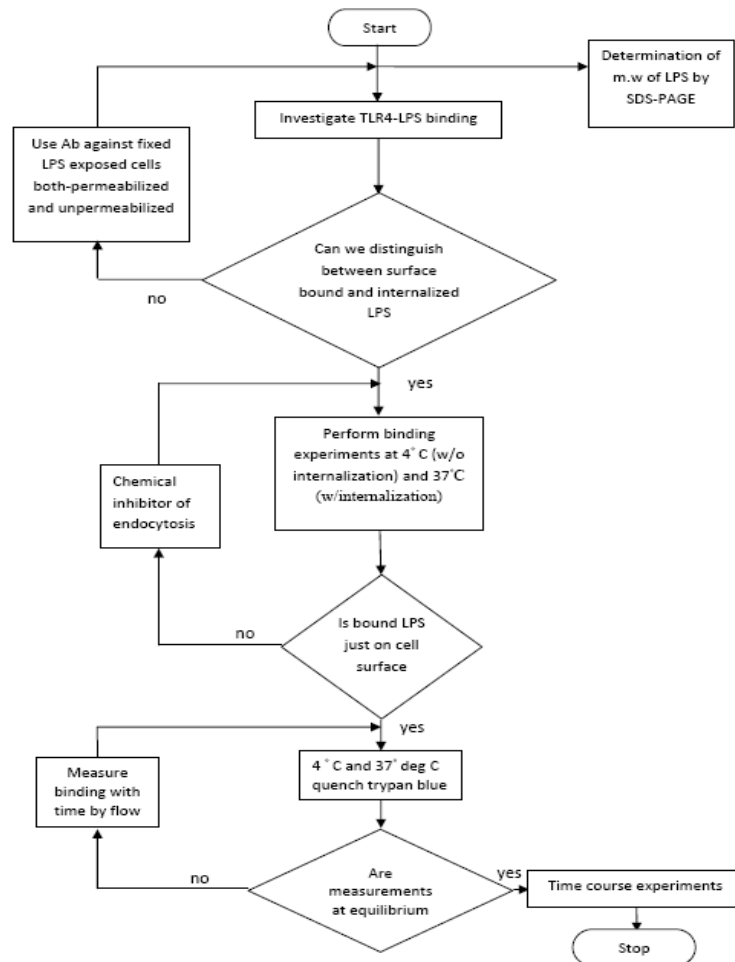 Start
Determination of
m.w of LPS by
SDS-PAGE
Investigate TLR4-LPS binding
Use Ab against fixed
LPS exposed cells
both-permeabilized
and unpermeabilized
Can we distinguish
between surface
bound and internalized
LPS
no
yes
Perform binding
experiments at 4˚ C (w/o
internalization) and 37˚C
(w/internalization)
Chemical
inhibitor of
endocytosis
Is bound LPS
just on cell
surface
no
yes
4 ˚ C and 37˚ deg C
quench trypan blue
Measure
binding with
time by flow
Are
measurements
at equilibrium
no
yes
Time course experiments
Stop